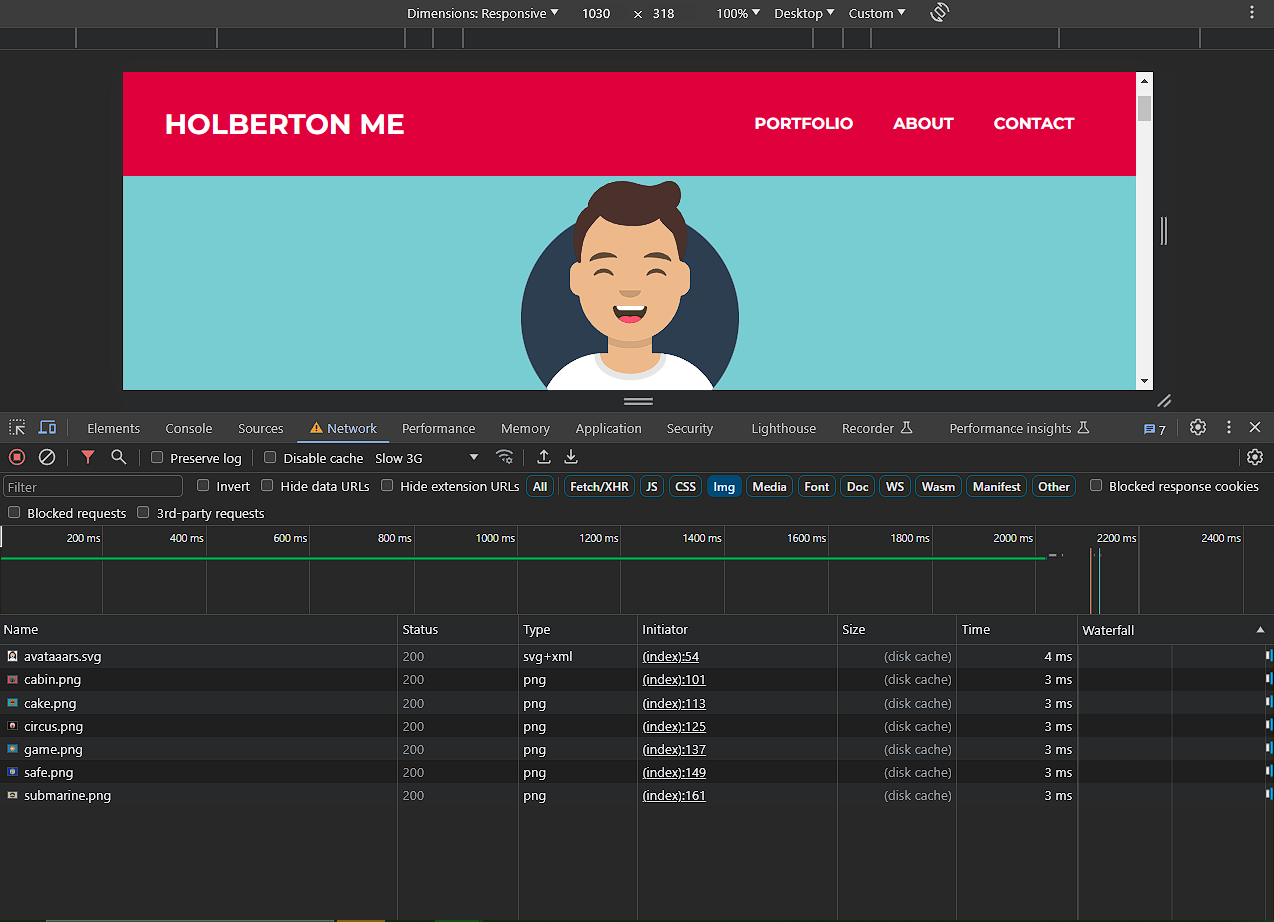 Dimensions: Responsive 1030 × 318 100% Desktop Custom
HOLBERTON ME PORTFOLIO ABOUT CONTACT
Elements Console Sources Network Performance Memory Application Security Lighthouse Recorder Performance insights 7
Preserve log Disable cache Slow 3G
Filter Invert Hide data URLs Hide extension URLs All Fetch/XHR JS CSS Img Media Font Doc WS Wasm Manifest Other Blocked response cookies
Blocked requests 3rd-party requests
200 ms 400 ms 600 ms 800 ms 1000 ms 1200 ms 1400 ms 1600 ms 1800 ms 2000 ms 2200 ms 2400 ms
Name Status Type Initiator Size Time Waterfall
avataaars.svg 200 svg+xml (index):54 (disk cache) 4 ms
cabin.png 200 png (index):101 (disk cache) 3 ms
cake.png 200 png (index):113 (disk cache) 3 ms
circus.png 200 png (index):125 (disk cache) 3 ms
game.png 200 png (index):137 (disk cache) 3 ms
safe.png 200 png (index):149 (disk cache) 3 ms
submarine.png 200 png (index):161 (disk cache) 3 ms